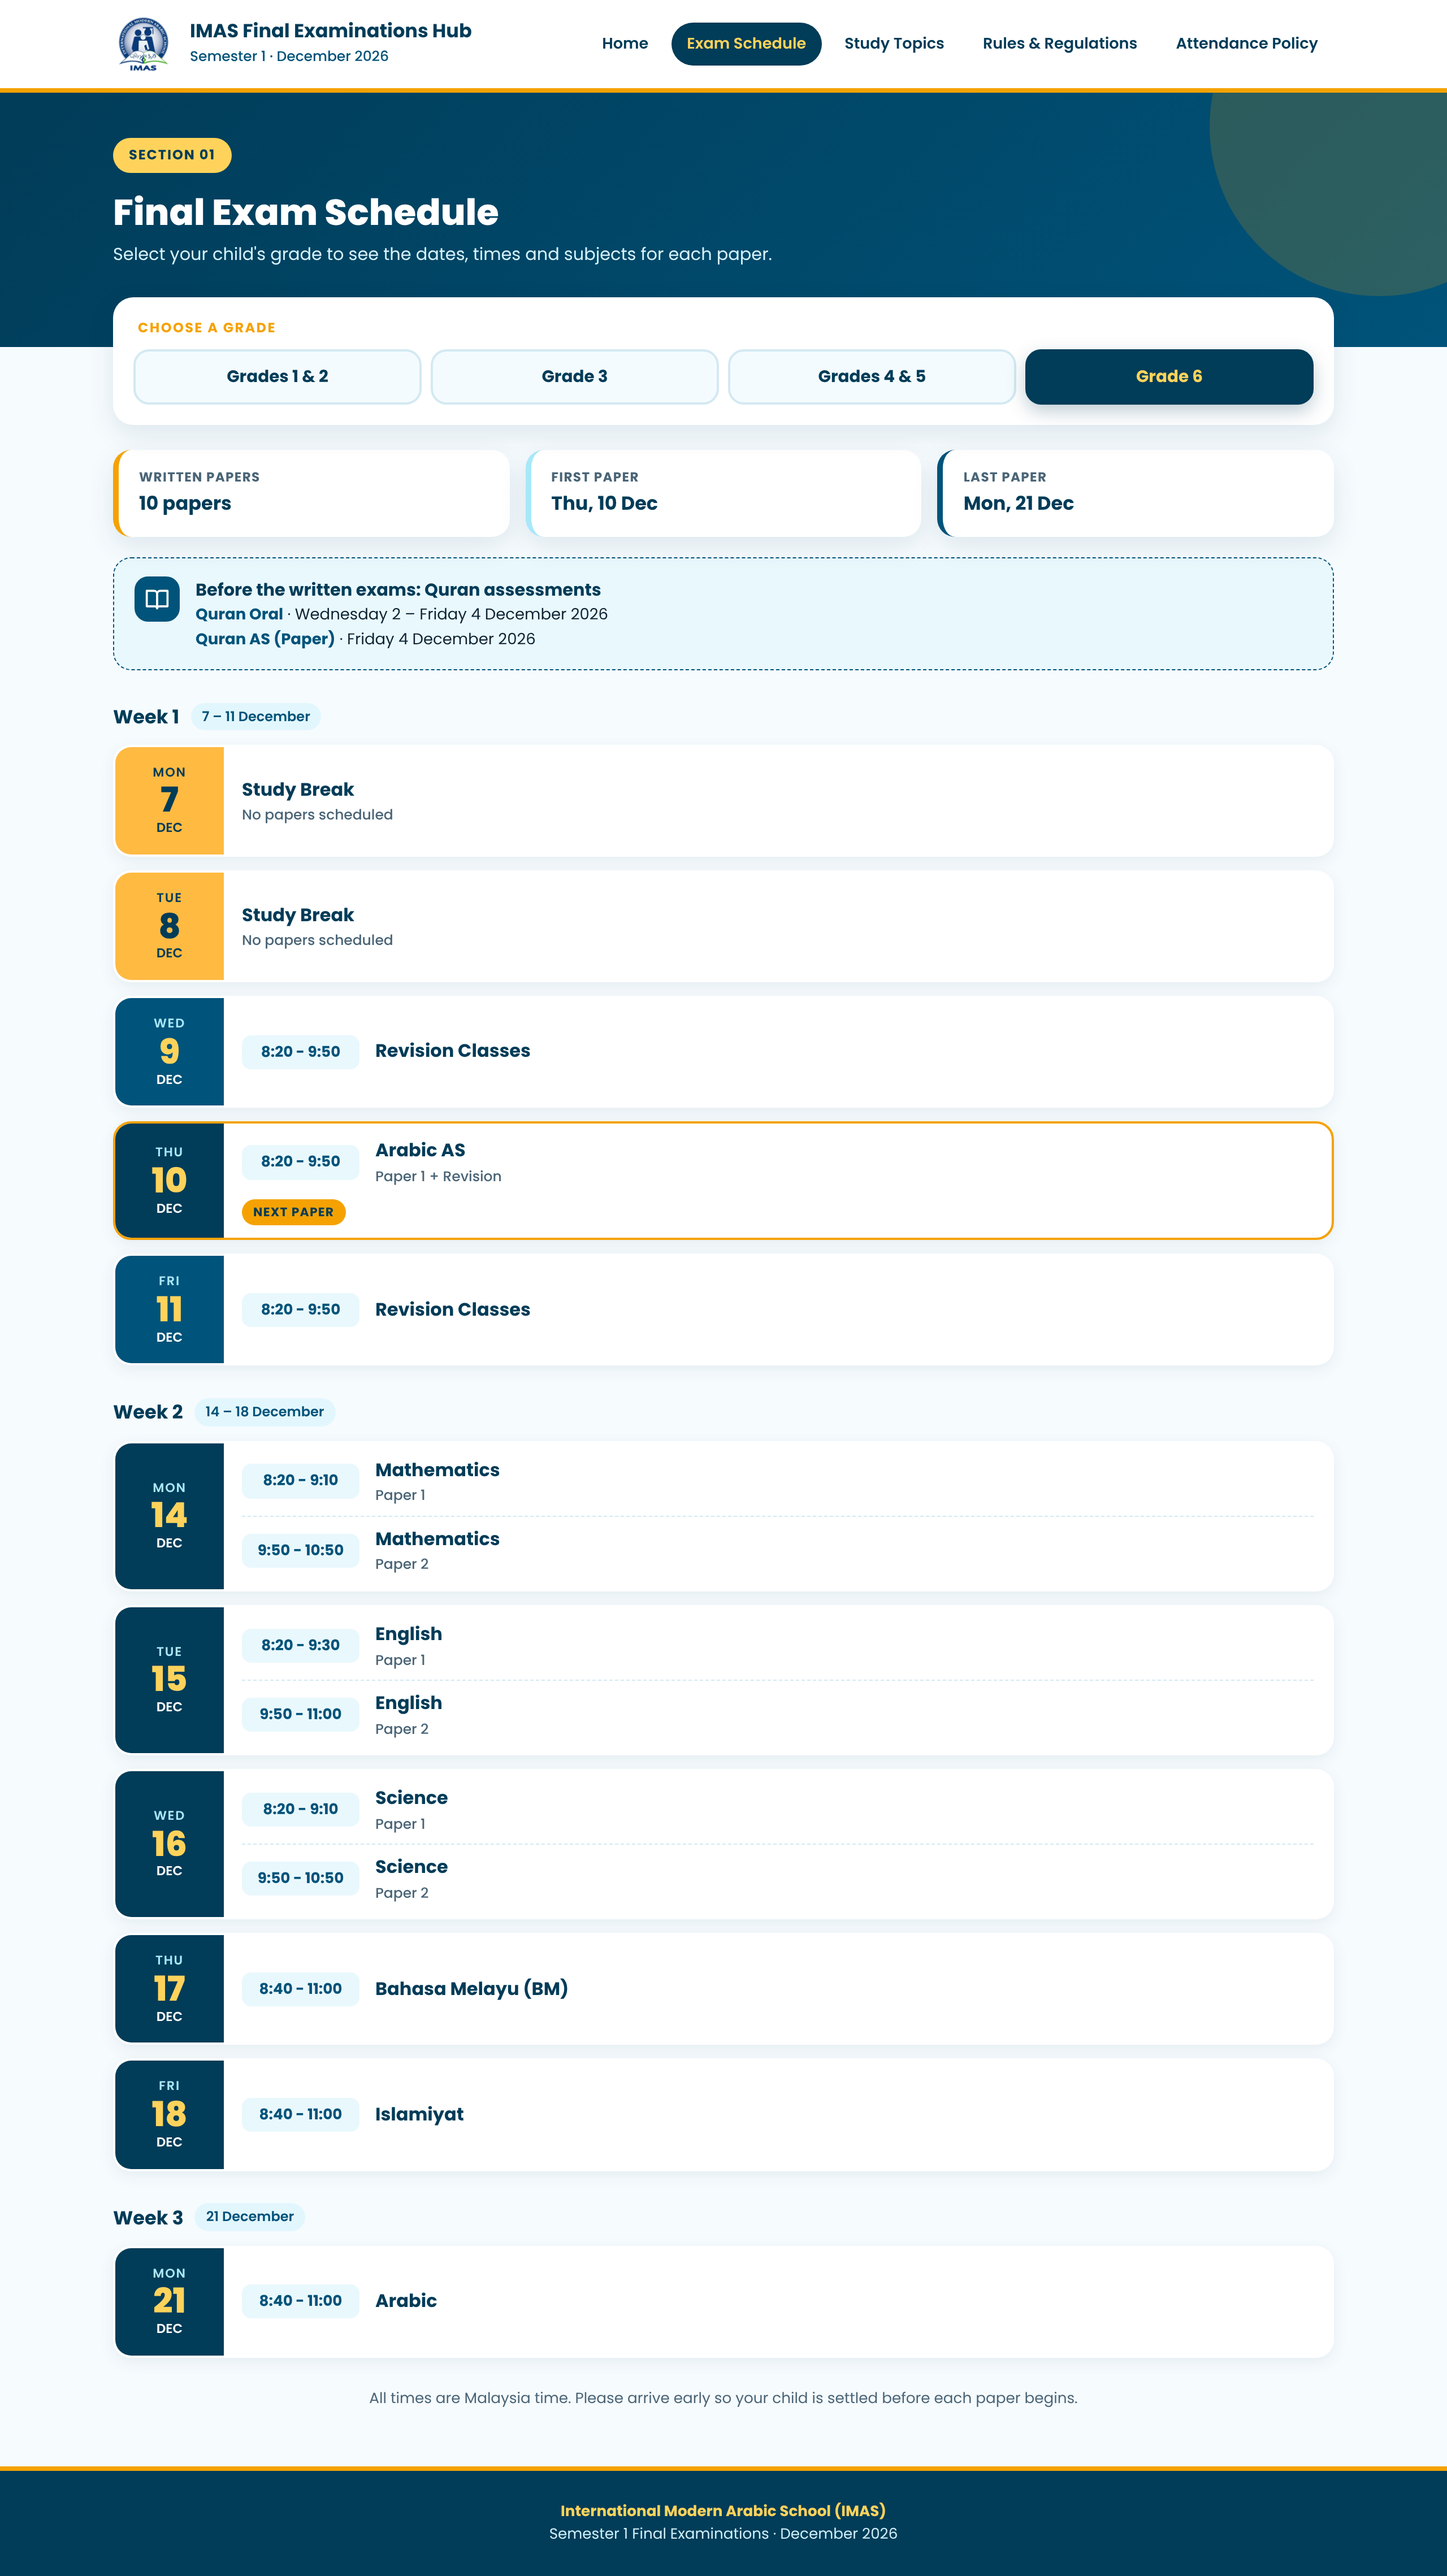 IMAS
IMAS Final Examinations Hub
Semester 1 · December 2026
Home
Exam Schedule
Study Topics
Rules & Regulations
Attendance Policy
SECTION 01
Final Exam Schedule
Select your child's grade to see the dates, times and subjects for each paper.
CHOOSE A GRADE
Grades 1 & 2
Grade 3
Grades 4 & 5
Grade 6
WRITTEN PAPERS
10 papers
FIRST PAPER
Thu, 10 Dec
LAST PAPER
Mon, 21 Dec
Before the written exams: Quran assessments
Quran Oral · Wednesday 2 – Friday 4 December 2026
Quran AS (Paper) · Friday 4 December 2026
Week 1
7 – 11 December
MON
7
DEC
Study Break
No papers scheduled
TUE
8
DEC
Study Break
No papers scheduled
WED
9
DEC
8:20 - 9:50
Revision Classes
THU
10
DEC
8:20 - 9:50
Arabic AS
Paper 1 + Revision
NEXT PAPER
FRI
11
DEC
8:20 - 9:50
Revision Classes
Week 2
14 – 18 December
MON
14
DEC
8:20 - 9:10
Mathematics
Paper 1
9:50 - 10:50
Mathematics
Paper 2
TUE
15
DEC
8:20 - 9:30
English
Paper 1
9:50 - 11:00
English
Paper 2
WED
16
DEC
8:20 - 9:10
Science
Paper 1
9:50 - 10:50
Science
Paper 2
THU
17
DEC
8:40 - 11:00
Bahasa Melayu (BM)
FRI
18
DEC
8:40 - 11:00
Islamiyat
Week 3
21 December
MON
21
DEC
8:40 - 11:00
Arabic
All times are Malaysia time. Please arrive early so your child is settled before each paper begins.
International Modern Arabic School (IMAS)
Semester 1 Final Examinations · December 2026